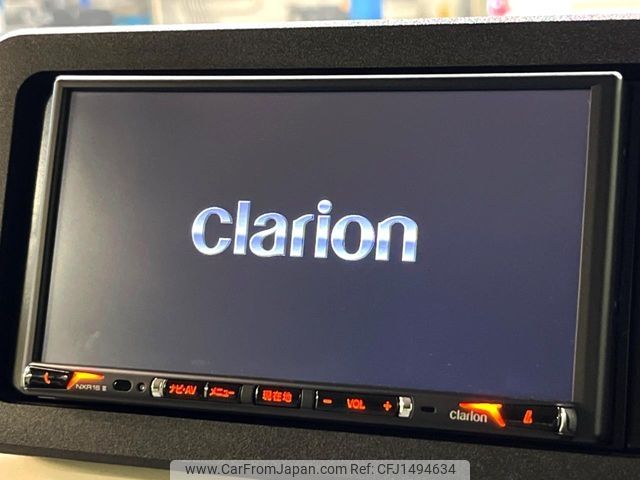 clarion
NXR16 II
ナビ・AV メニュー 現在地 − VOL +
clarion
www.CarFromJapan.com CFJ1494634